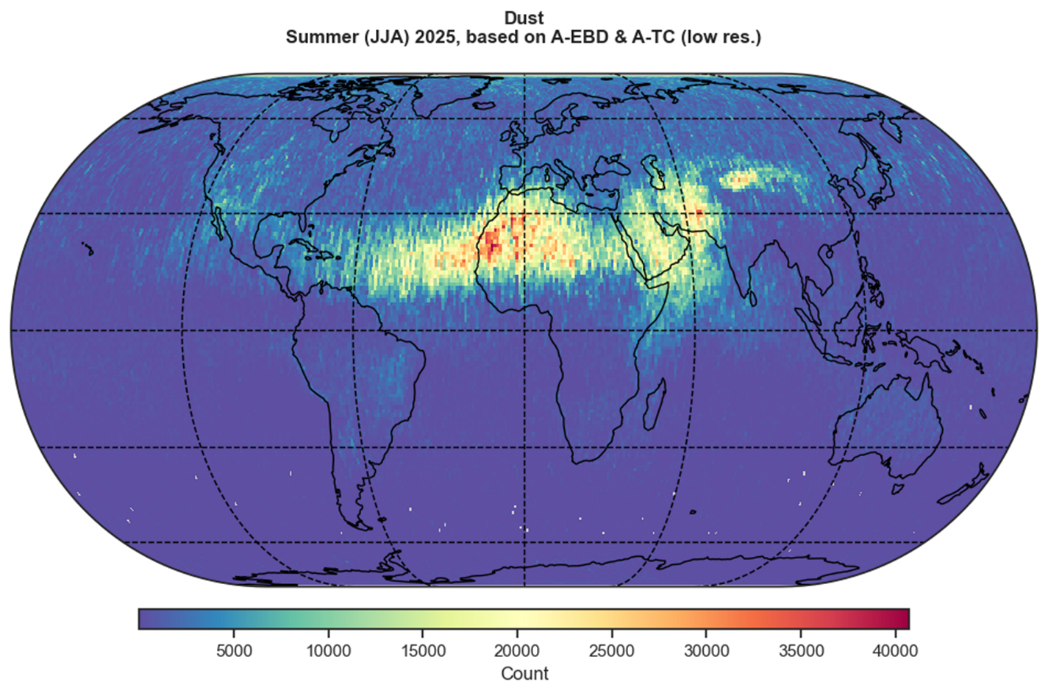 Dust
Summer (JJA) 2025, based on A-EBD & A-TC (low res.)
5000 10000 15000 20000 25000 30000 35000 40000
Count